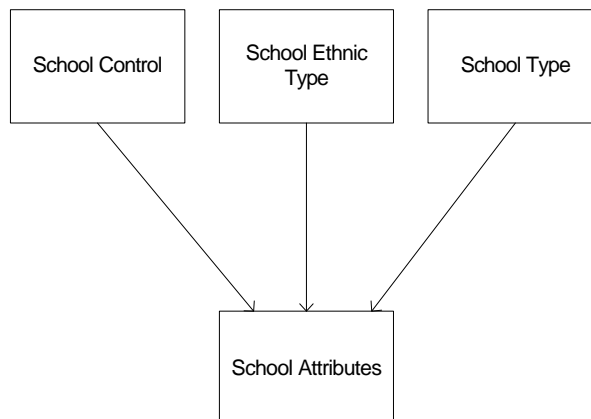 School Control
School Ethnic
Type
School Type
School Attributes